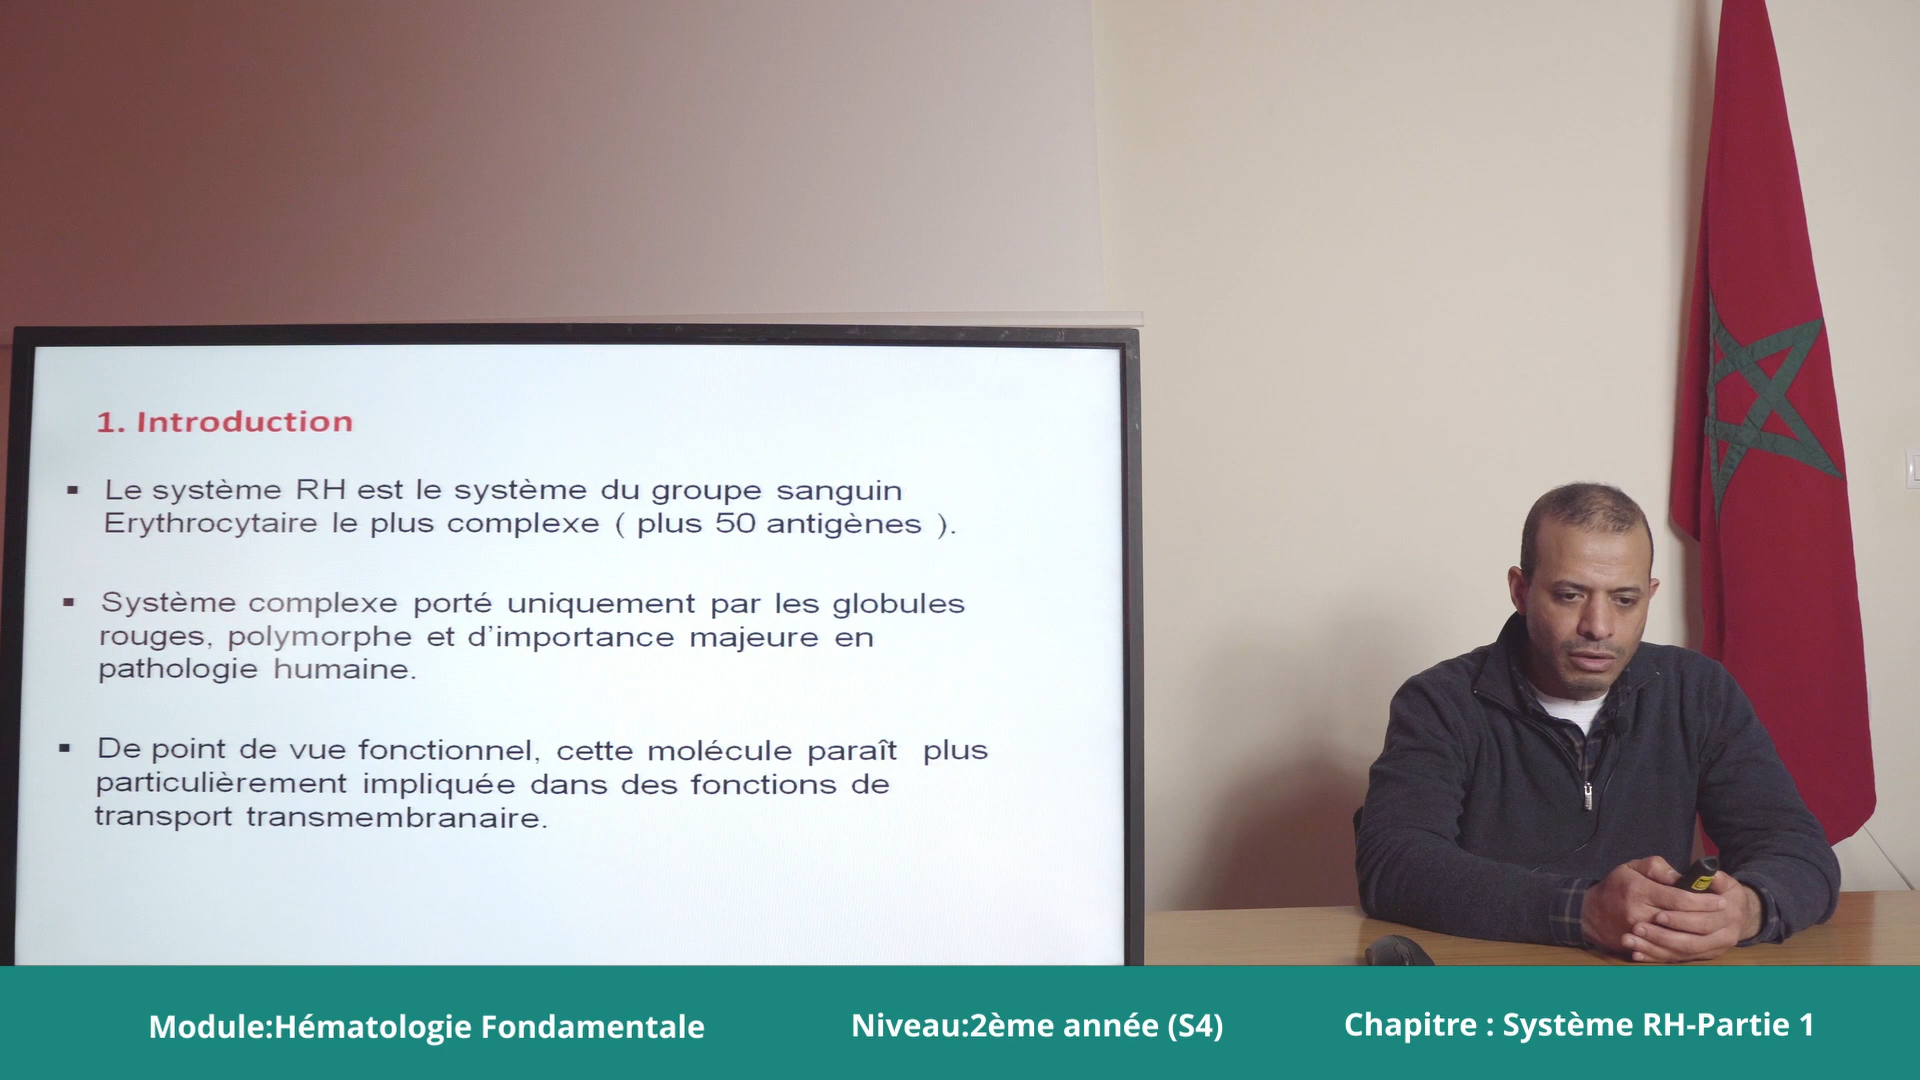 1. Introduction
▪ Le système RH est le système du groupe sanguin
Erythrocytaire le plus complexe ( plus 50 antigènes ).
▪ Système complexe porté uniquement par les globules
rouges, polymorphe et d'importance majeure en
pathologie humaine.
▪ De point de vue fonctionnel, cette molécule paraît plus
particulièrement impliquée dans des fonctions de
transport transmembranaire.
Module:Hématologie Fondamentale
Niveau:2ème année (S4)
Chapitre : Système RH-Partie 1